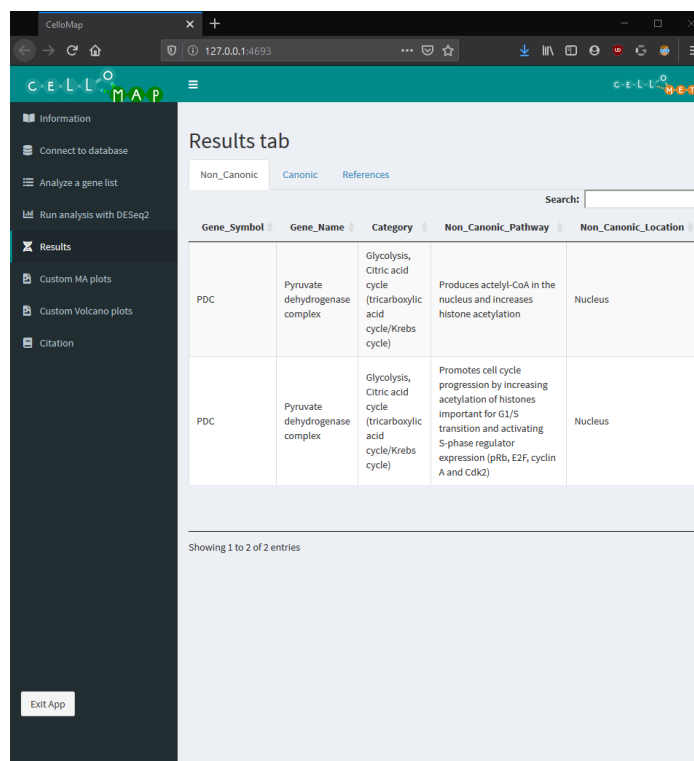 CelloMap
127.0.0.1:4693
C·E·L·L·O
M A P
C·E·L·L·O
M·E·T
Information
Connect to database
Analyze a gene list
Run analysis with DESeq2
Results
Custom MA plots
Custom Volcano plots
Citation
Exit App
Results tab
Non_Canonic Canonic References
Search:
Gene_Symbol Gene_Name Category Non_Canonic_Pathway Non_Canonic_Location
PDC
Pyruvate
dehydrogenase
complex
Glycolysis,
Citric acid
cycle
(tricarboxylic
acid
cycle/Krebs
cycle)
Produces actelyl-CoA in the
nucleus and increases
histone acetylation
Nucleus
PDC
Pyruvate
dehydrogenase
complex
Glycolysis,
Citric acid
cycle
(tricarboxylic
acid
cycle/Krebs
cycle)
Promotes cell cycle
progression by increasing
acetylation of histones
important for G1/S
transition and activating
S-phase regulator
expression (pRb, E2F, cyclin
A and Cdk2)
Nucleus
Showing 1 to 2 of 2 entries